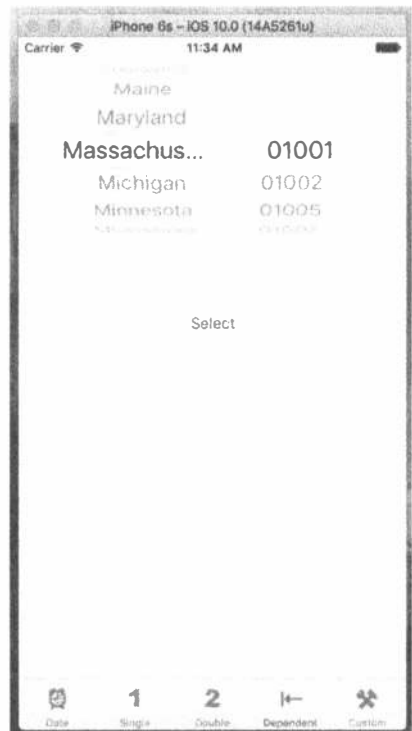 iPhone 6s – iOS 10.0 (14A5261u)
Carrier 11:34 AM
Maine
Maryland
Massachus... 01001
Michigan 01002
Minnesota 01005
Select
1 2
Date Single Double Dependent Custom